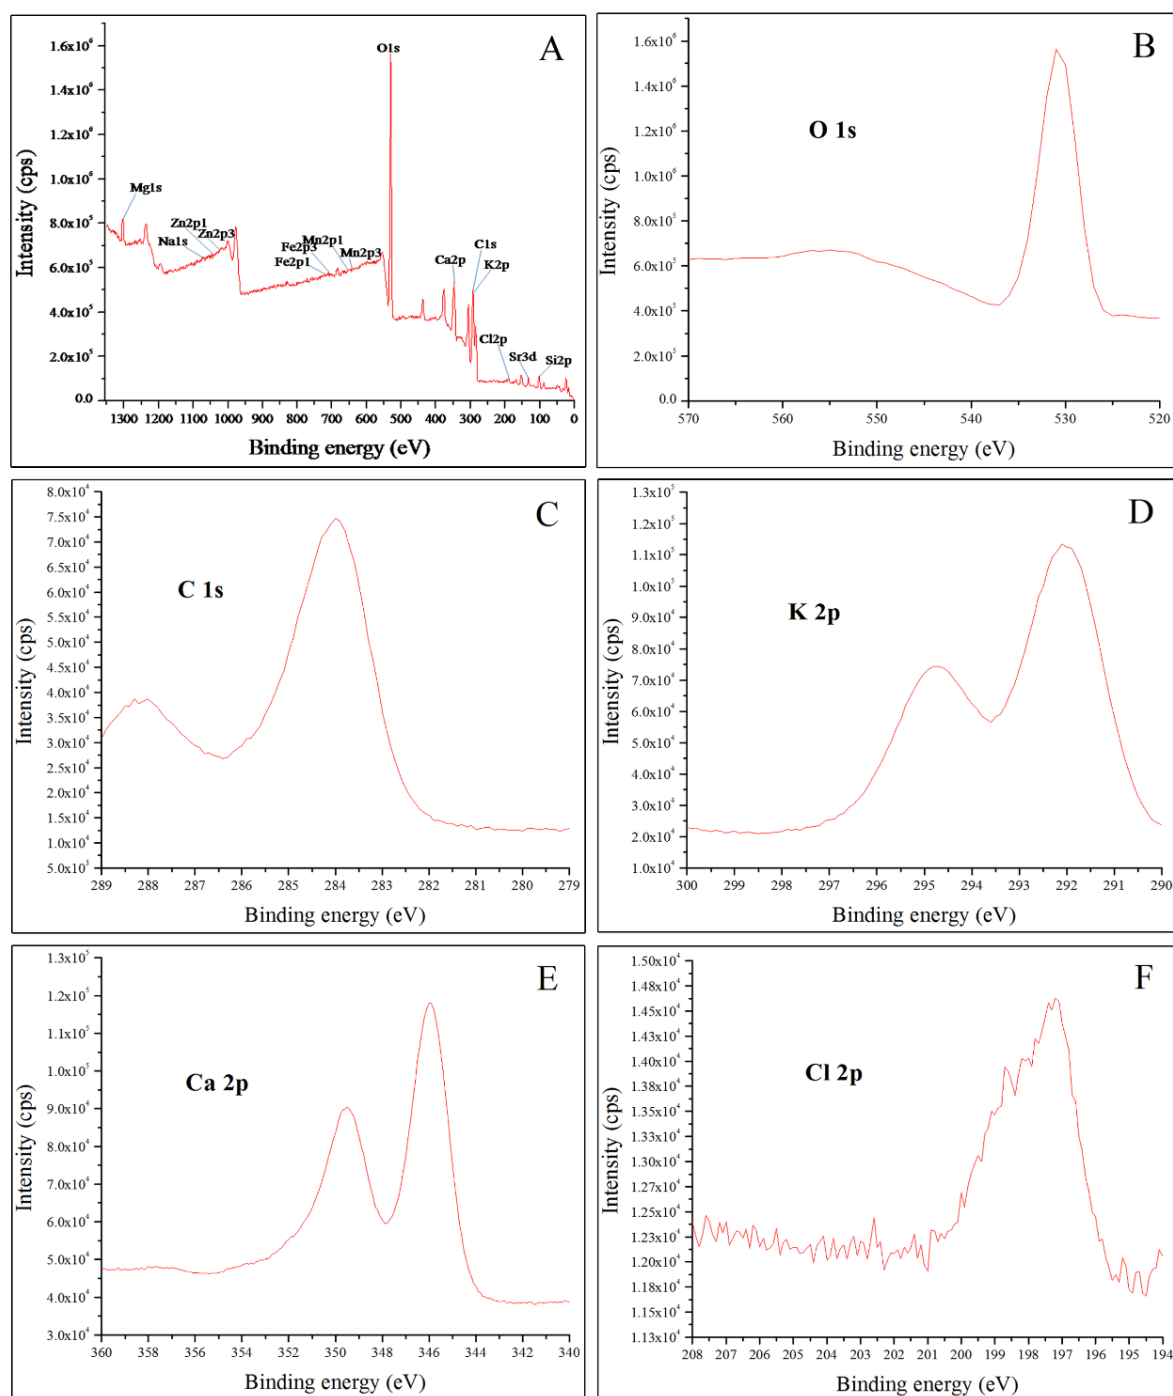 A
Intensity (cps)
1.6x10⁶
1.4x10⁶
1.2x10⁶
1.0x10⁶
8.0x10⁵
6.0x10⁵
4.0x10⁵
2.0x10⁵
0.0
O1s
Mg1s
Zn2p1
Zn2p3
Na1s
Mn2p1
Fe2p3
Mn2p3
Fe2p1
C1s
Ca2p
K2p
Cl2p
Sr3d
Si2p
1300 1200 1100 1000 900 800 700 600 500 400 300 200 100 0
Binding energy (eV)
B
O 1s
Intensity (cps)
1.6x10⁶
1.4x10⁶
1.2x10⁶
1.0x10⁶
8.0x10⁵
6.0x10⁵
4.0x10⁵
2.0x10⁵
0.0
570 560 550 540 530 520
Binding energy (eV)
C
C 1s
Intensity (cps)
8.0x10⁴
7.5x10⁴
7.0x10⁴
6.5x10⁴
6.0x10⁴
5.5x10⁴
5.0x10⁴
4.5x10⁴
4.0x10⁴
3.5x10⁴
3.0x10⁴
2.5x10⁴
2.0x10⁴
1.5x10⁴
1.0x10⁴
5.0x10³
289 288 287 286 285 284 283 282 281 280 279
Binding energy (eV)
D
K 2p
Intensity (cps)
1.3x10⁵
1.2x10⁵
1.1x10⁵
1.0x10⁵
9.0x10⁴
8.0x10⁴
7.0x10⁴
6.0x10⁴
5.0x10⁴
4.0x10⁴
3.0x10⁴
2.0x10⁴
1.0x10⁴
300 299 298 297 296 295 294 293 292 291 290
Binding energy (eV)
E
Ca 2p
Intensity (cps)
1.3x10⁵
1.2x10⁵
1.1x10⁵
1.0x10⁵
9.0x10⁴
8.0x10⁴
7.0x10⁴
6.0x10⁴
5.0x10⁴
4.0x10⁴
3.0x10⁴
360 358 356 354 352 350 348 346 344 342 340
Binding energy (eV)
F
Cl 2p
Intensity (cps)
1.50x10⁴
1.48x10⁴
1.45x10⁴
1.43x10⁴
1.40x10⁴
1.38x10⁴
1.35x10⁴
1.33x10⁴
1.30x10⁴
1.27x10⁴
1.25x10⁴
1.23x10⁴
1.20x10⁴
1.18x10⁴
1.15x10⁴
1.13x10⁴
208 207 206 205 204 203 202 201 200 199 198 197 196 195 194
Binding energy (eV)